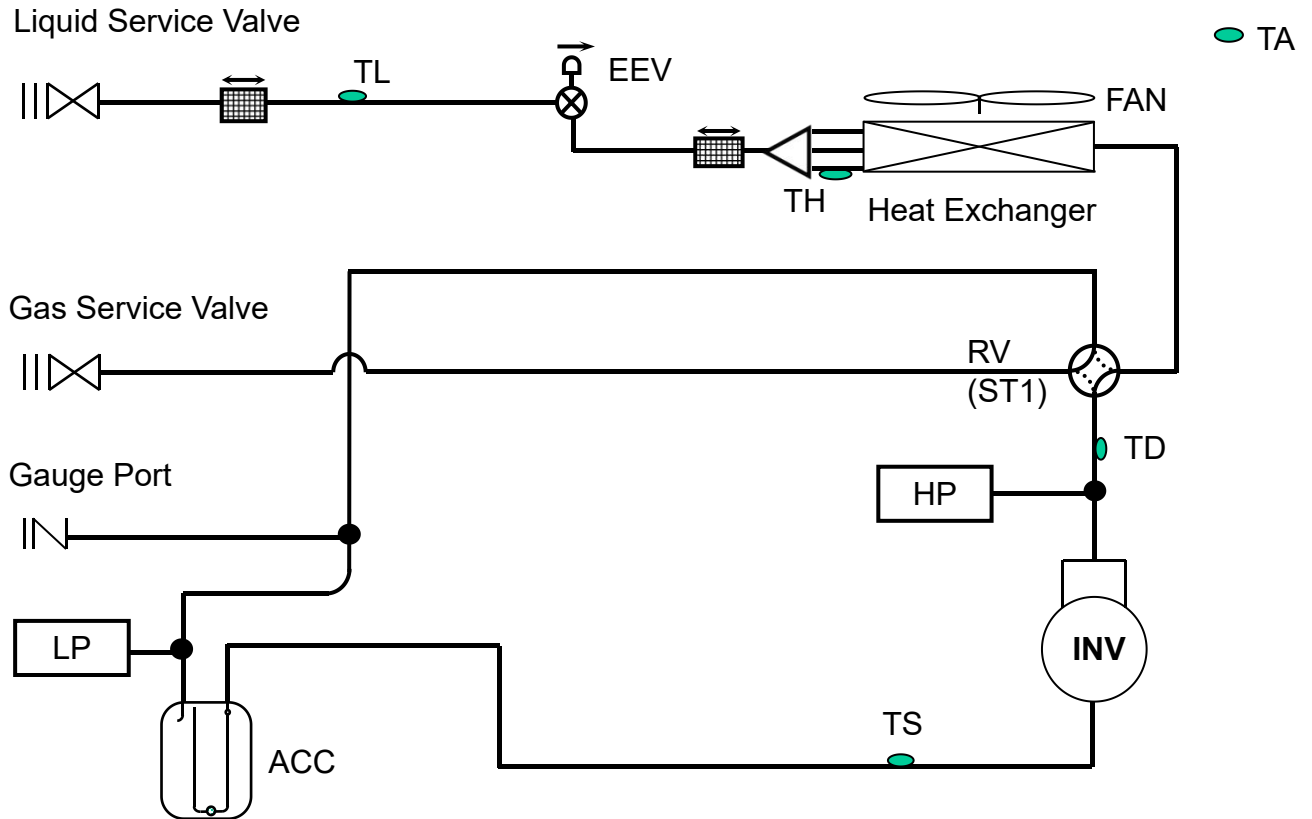 Liquid Service Valve
TA
TL
EEV
FAN
TH
Heat Exchanger
Gas Service Valve
RV
(ST1)
TD
Gauge Port
HP
LP
INV
TS
ACC